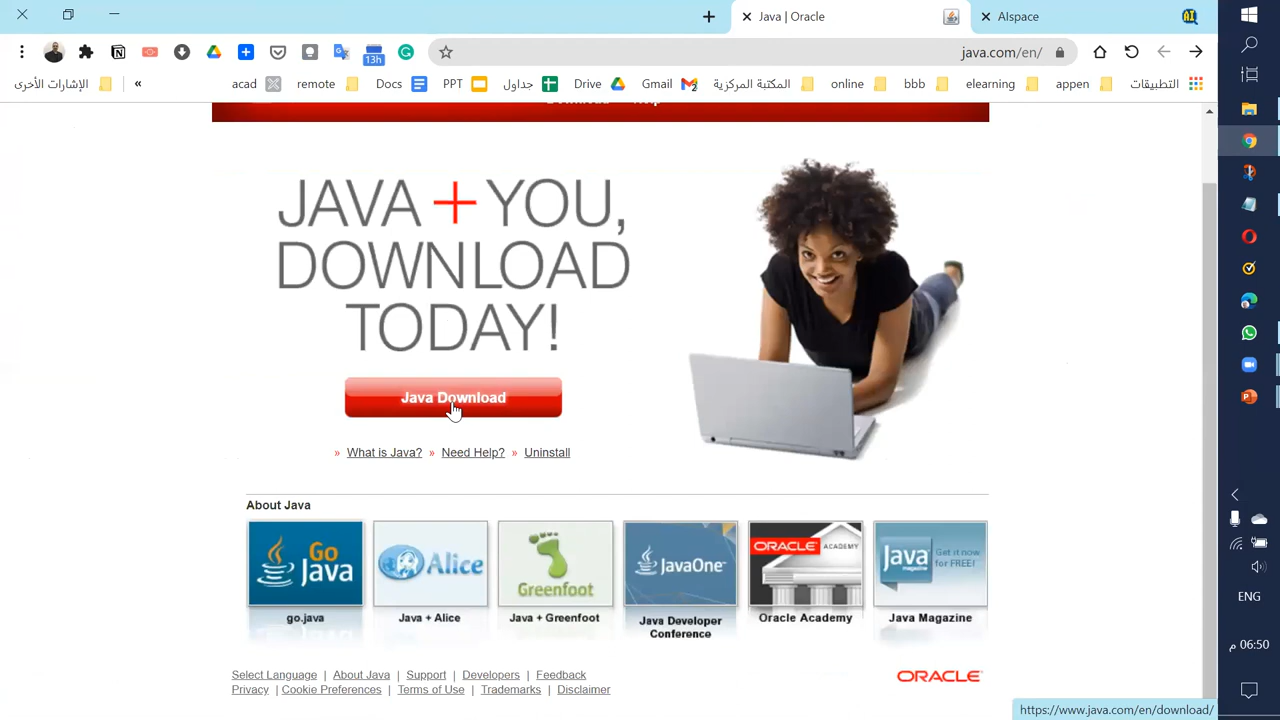 Java | Oracle
AIspace
java.com/en/
13h
التطبيقات
appen
elearning
bbb
online
المكتبة المركزية
Gmail
Drive
جداول
PPT
Docs
remote
acad
«
الإشارات الأخرى
JAVA + YOU,
DOWNLOAD
TODAY!
Java Download
» What is Java? » Need Help? » Uninstall
About Java
Go
Java
Alice
Greenfoot
JavaOne™
ORACLE ACADEMY
Java magazine
Get it now
for FREE!
go.java
Java + Alice
Java + Greenfoot
Java Developer
Conference
Oracle Academy
Java Magazine
Select Language | About Java | Support | Developers | Feedback
Privacy | Cookie Preferences | Terms of Use | Trademarks | Disclaimer
ORACLE
https://www.java.com/en/download/
ENG
06:50 م